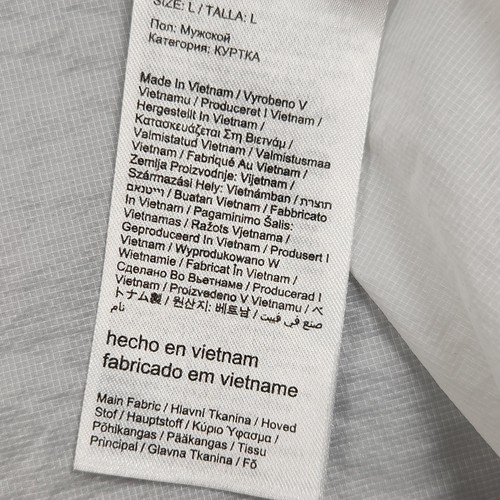 SIZE: L / TALLA: L
Пол: Мужской
Категория: КУРТКА
Made In Vietnam / Vyrobeno V
Vietnamu / Produceret I Vietnam /
Hergestellt In Vietnam /
Κατασκευάζεται Στη Βιετνάμ /
Valmistatud Vietnam / Valmistusmaa
Vietnam / Fabriqué Au Vietnam /
Zemlja Proizvodnje: Vijetnam /
Származási Hely: Vietnámban / תוצרת
וייטנאם / Buatan Vietnam / Fabbricato
In Vietnam / Pagaminimo Šalis:
Vietnamas / Ražots Vjetnama /
Geproduceerd In Vietnam / Produsert I
Vietnam / Wyprodukowano W
Wietnamie / Fabricat În Vietnam /
Сделано Во Вьетнаме / Producerad I
Vietnam / Proizvedeno V Vietnamu / ベ
トナム製 / 원산지: 베트남 / صنع في فييت
نام
hecho en vietnam
fabricado em vietname
Main Fabric / Hlavní Tkanina / Hoved
Stof / Hauptstoff / Κύριο Ύφασμα /
Põhikangas / Pääkangas / Tissu
Principal / Glavna Tkanina / Fő